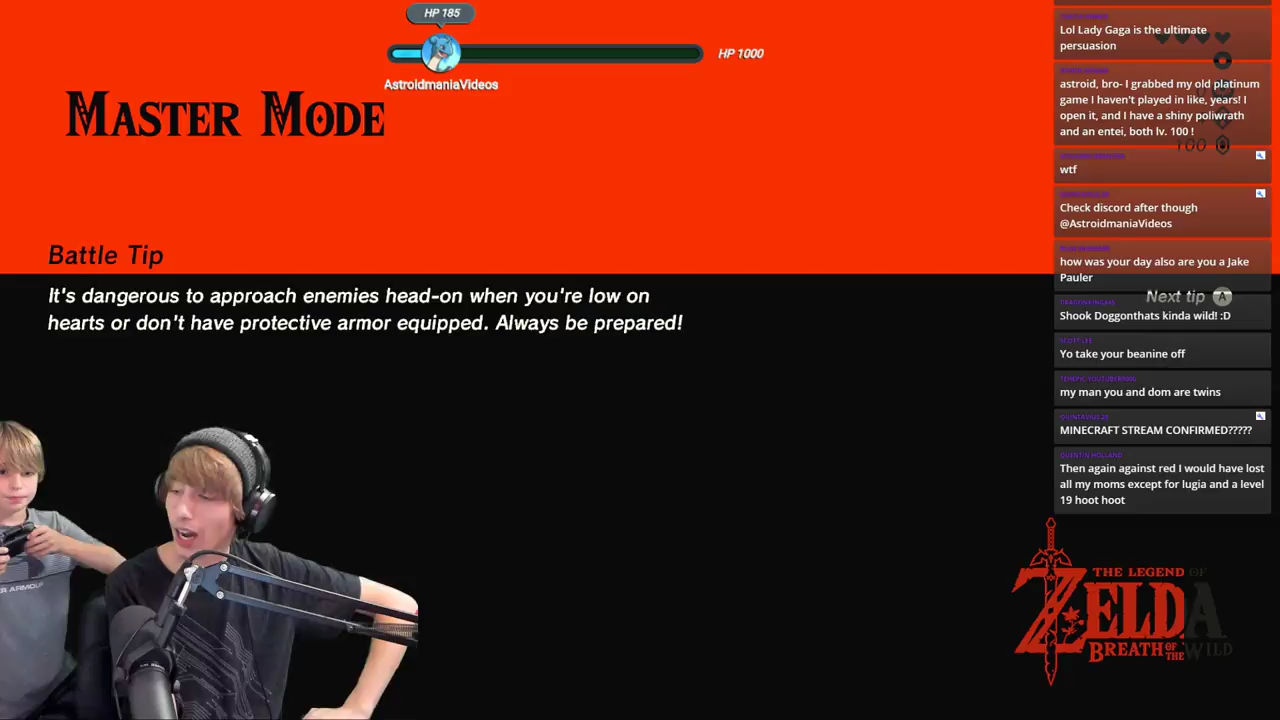 HP 185
HP 1000
AstroidmaniaVideos
MASTER MODE
Battle Tip
It's dangerous to approach enemies head-on when you're low on
hearts or don't have protective armor equipped. Always be prepared!
Lol Lady Gaga is the ultimate
persuasion
astroid, bro- I grabbed my old platinum
game I haven't played in like, years! I
open it, and I have a shiny poliwrath
and an entei, both lv. 100 !
100
wtf
Check discord after though
@AstroidmaniaVideos
how was your day also are you a Jake
Pauler
Next tip A
Shook Doggonthats kinda wild! :D
SCOTT LEE
Yo take your beanine off
my man you and dom are twins
MINECRAFT STREAM CONFIRMED?????
QUENTIN HOLLAND
Then again against red I would have lost
all my moms except for lugia and a level
19 hoot hoot
THE LEGEND OF
ZELDA
BREATH OF THE WILD